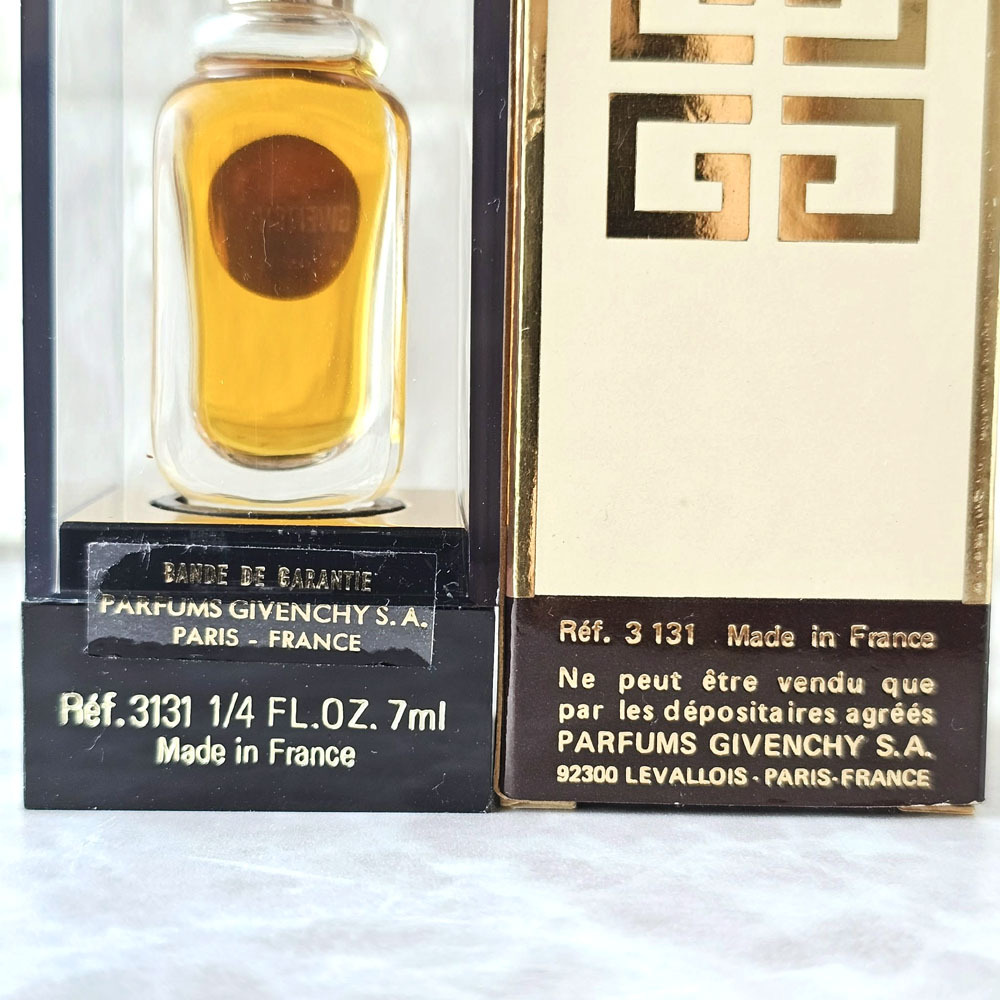 BANDE DE GARANTIE
PARFUMS GIVENCHY S.A.
PARIS - FRANCE
Réf. 3131 1/4 FL.OZ. 7ml
Made in France
Réf. 3 131 Made in France
Ne peut être vendu que
par les dépositaires agréés
PARFUMS GIVENCHY S.A.
92300 LEVALLOIS - PARIS - FRANCE